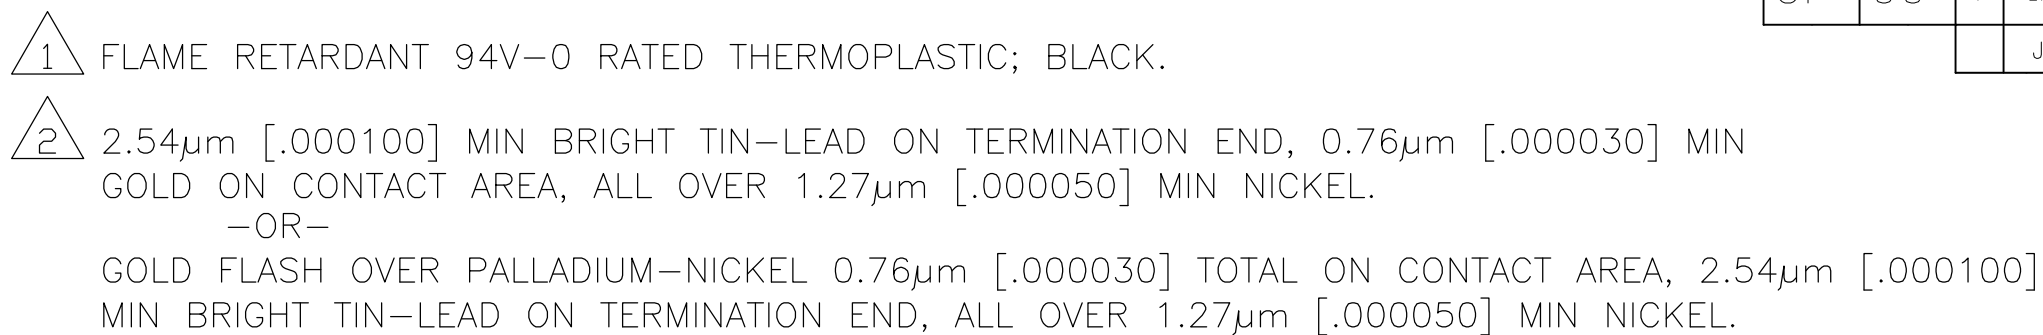 1 FLAME RETARDANT 94V-0 RATED THERMOPLASTIC; BLACK.
2 2.54µm [.000100] MIN BRIGHT TIN-LEAD ON TERMINATION END, 0.76µm [.000030] MIN
GOLD ON CONTACT AREA, ALL OVER 1.27µm [.000050] MIN NICKEL.
-OR-
GOLD FLASH OVER PALLADIUM-NICKEL 0.76µm [.000030] TOTAL ON CONTACT AREA, 2.54µm [.000100]
MIN BRIGHT TIN-LEAD ON TERMINATION END, ALL OVER 1.27µm [.000050] MIN NICKEL.